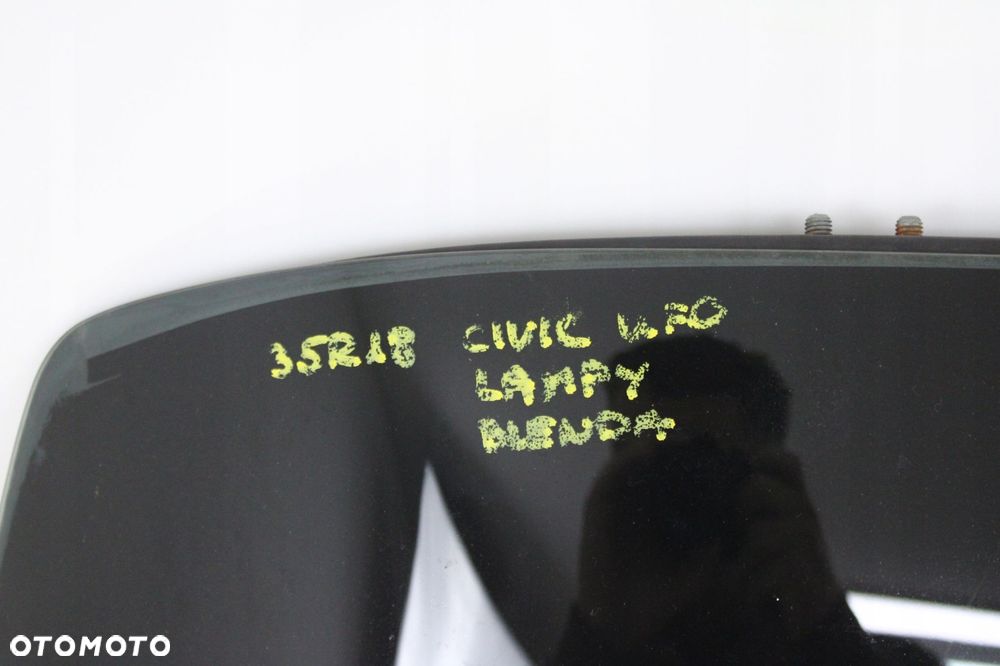 35R18 CIVIC UFO
LAMPY
BLENDA
OTOMOTO